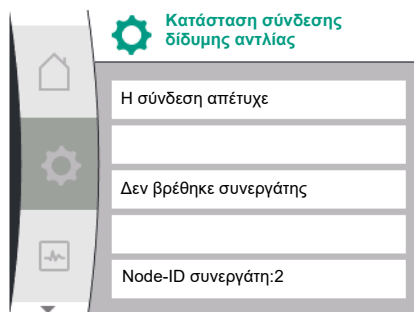 Κατάσταση σύνδεσης
δίδυμης αντλίας
Η σύνδεση απέτυχε
Δεν βρέθηκε συνεργάτης
Node-ID συνεργάτη:2